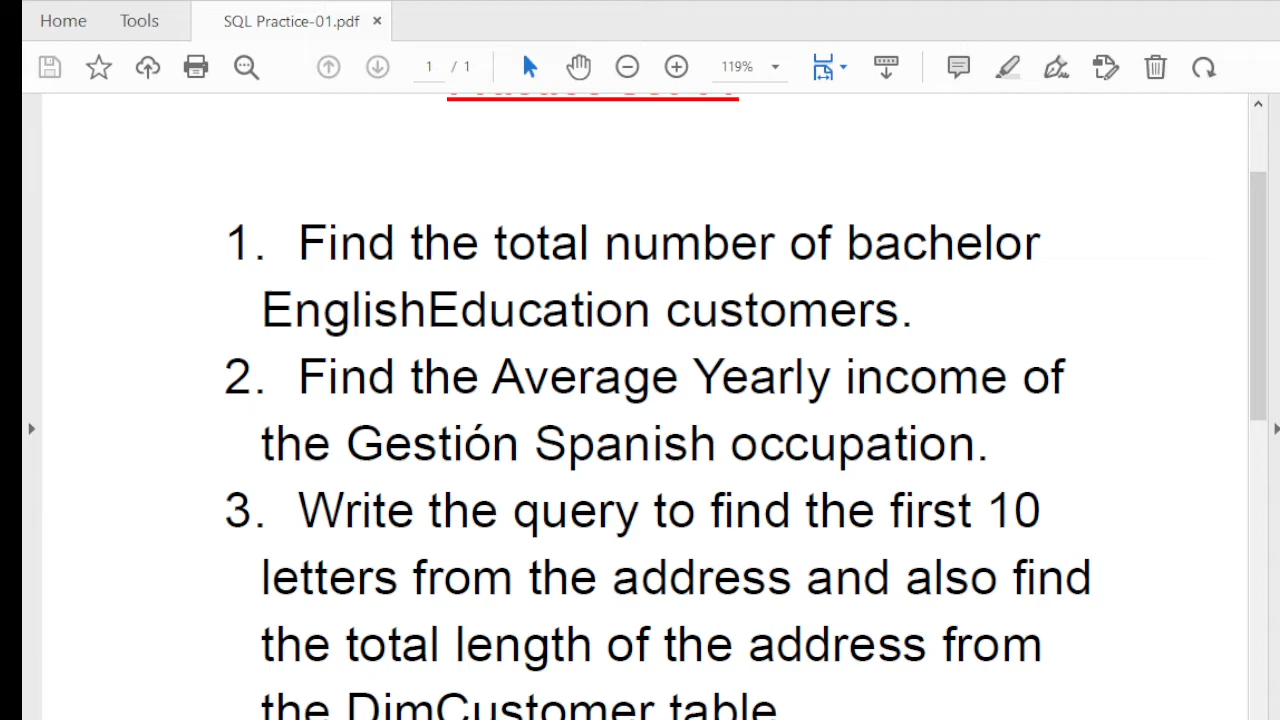 Home Tools SQL Practice-01.pdf ×
1 / 1 119%
1. Find the total number of bachelor
EnglishEducation customers.
2. Find the Average Yearly income of
the Gestión Spanish occupation.
3. Write the query to find the first 10
letters from the address and also find
the total length of the address from
the DimCustomer table